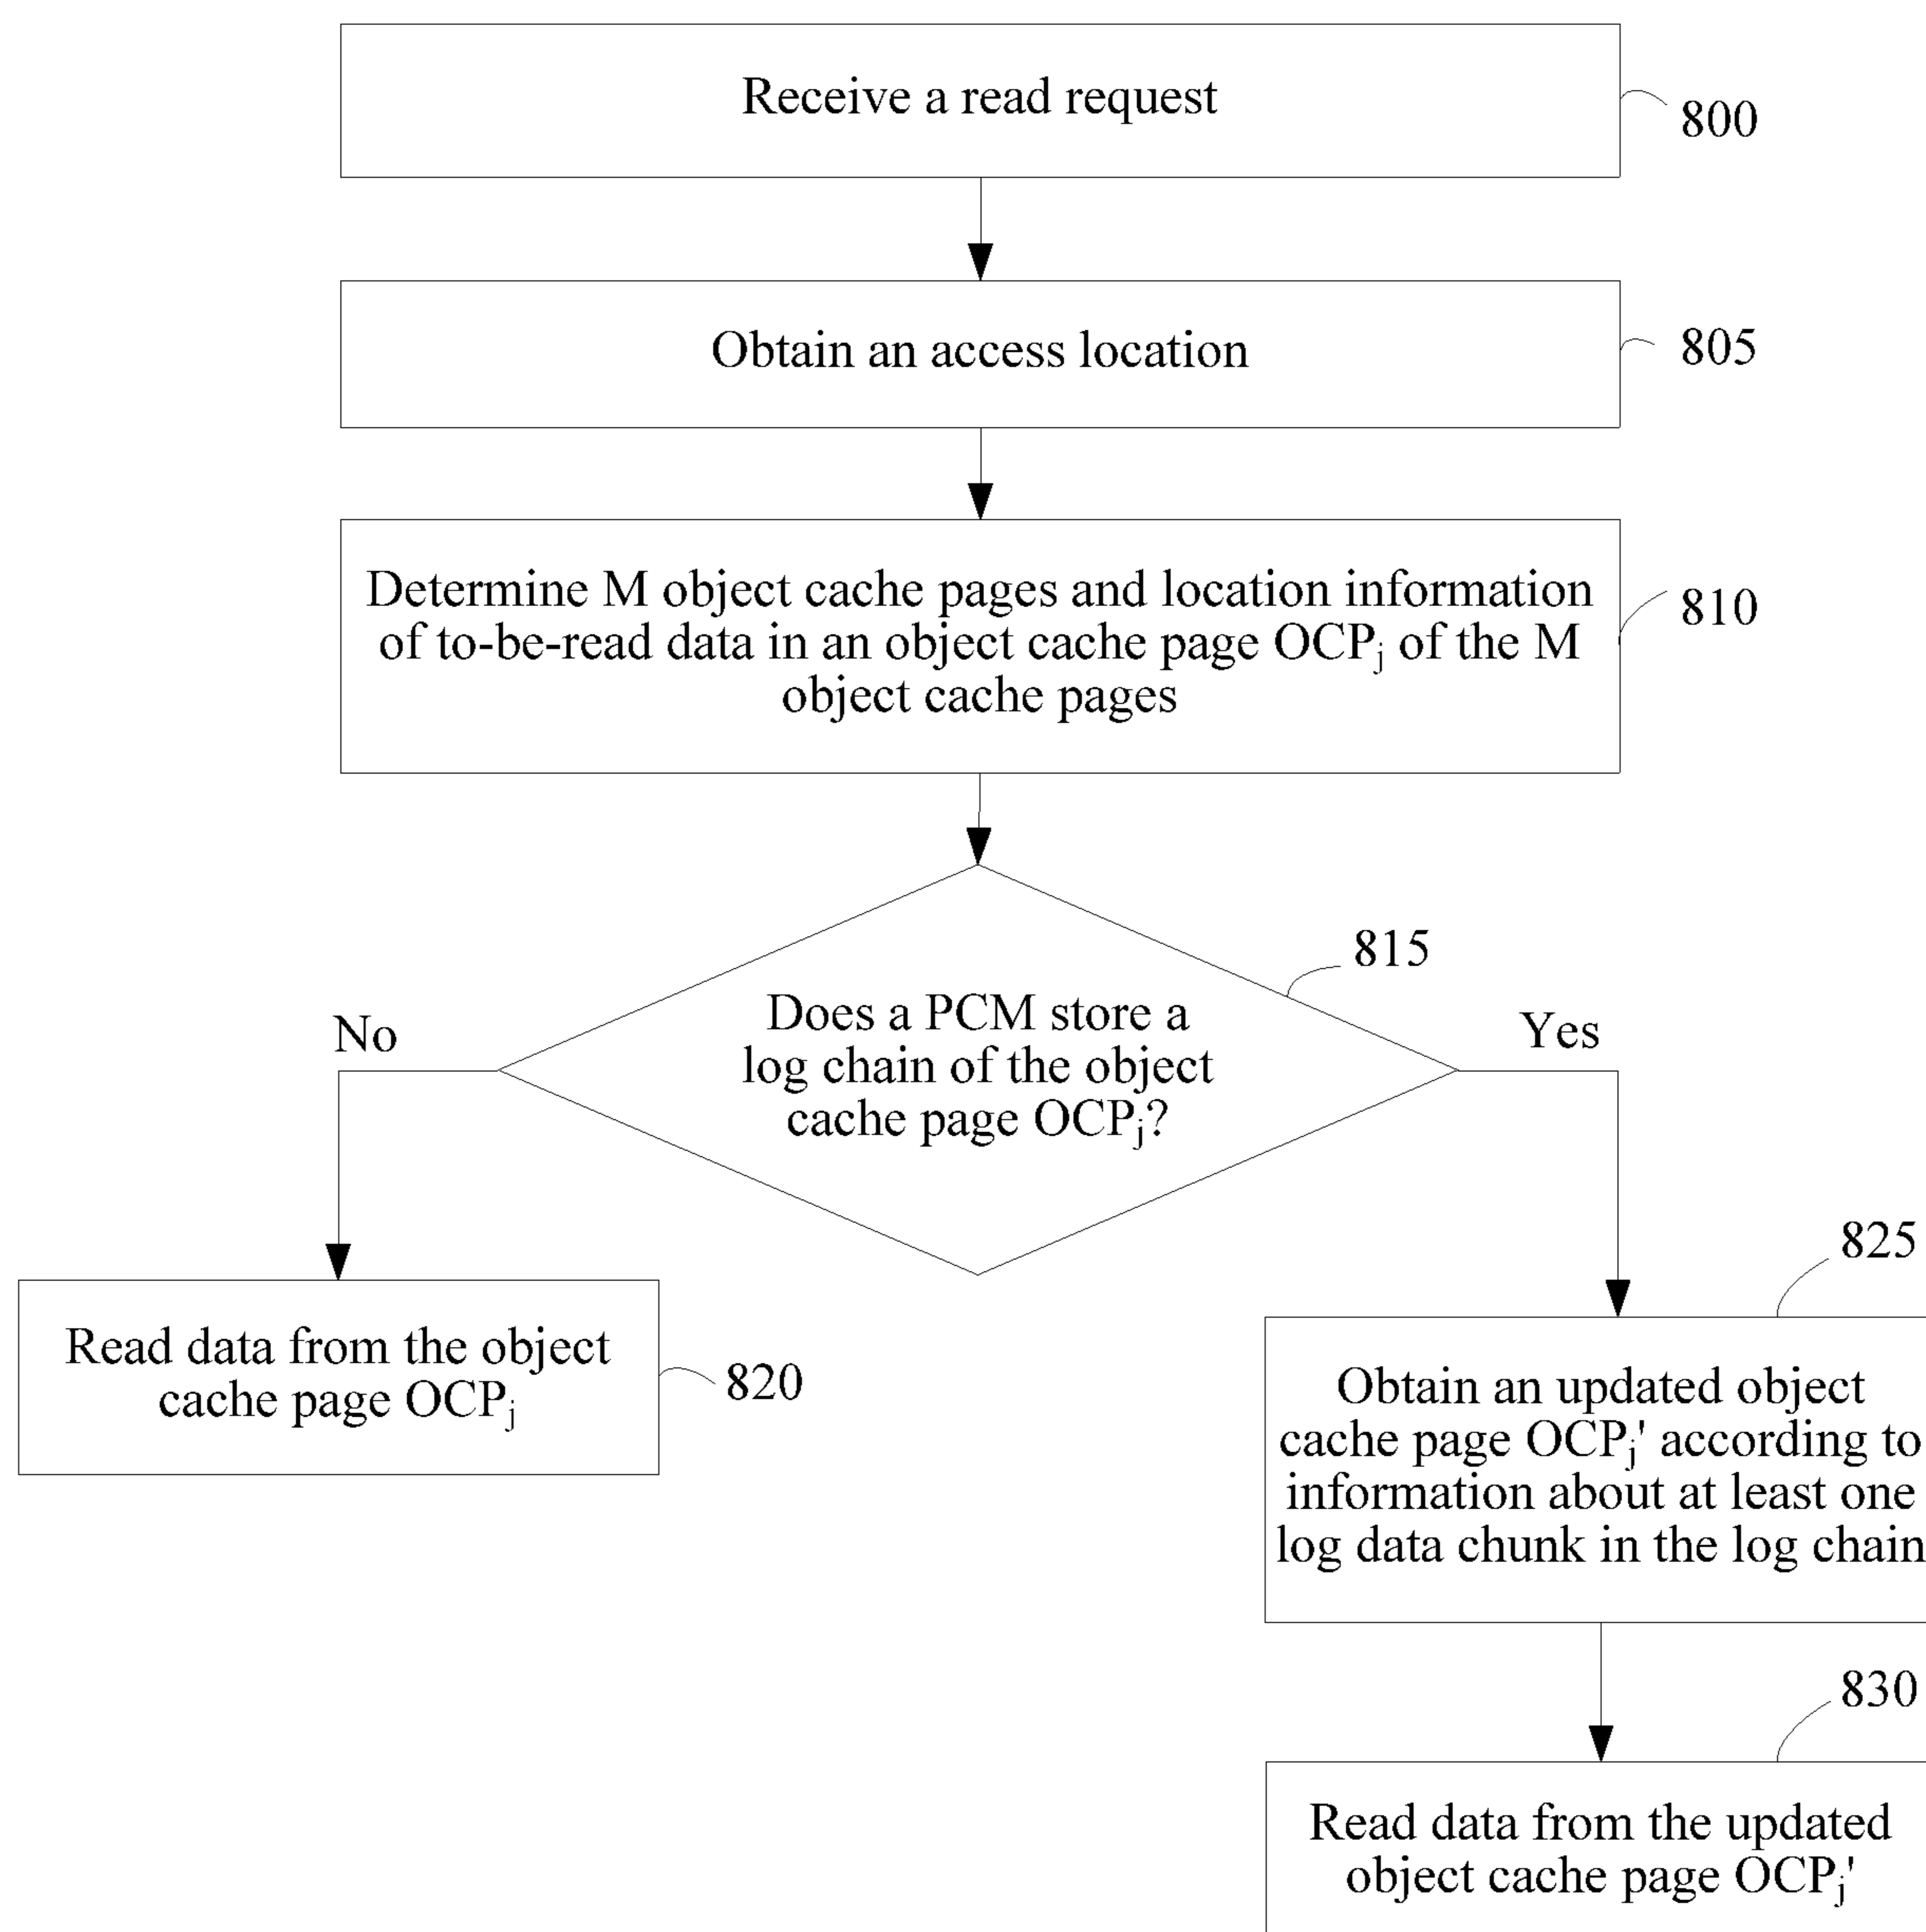 Receive a read request
800
Obtain an access location
805
Determine M object cache pages and location information
of to-be-read data in an object cache page OCPj of the M
object cache pages
810
815
Does a PCM store a
log chain of the object
cache page OCPj?
No
Yes
Read data from the object
cache page OCPj
820
825
Obtain an updated object
cache page OCPj' according to
information about at least one
log data chunk in the log chain
830
Read data from the updated
object cache page OCPj'